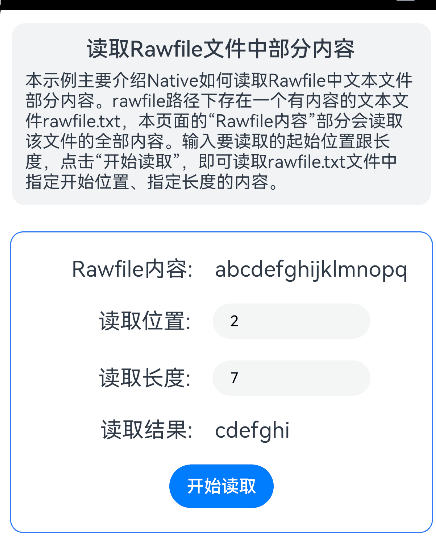 读取Rawfile文件中部分内容
本示例主要介绍Native如何读取Rawfile中文本文件
部分内容。rawfile路径下存在一个有内容的文本文
件rawfile.txt，本页面的“Rawfile内容”部分会读取
该文件的全部内容。输入要读取的起始位置跟长
度，点击“开始读取”，即可读取rawfile.txt文件中
指定开始位置、指定长度的内容。
Rawfile内容: abcdefghijklmnopq
读取位置: 2
读取长度: 7
读取结果: cdefghi
开始读取